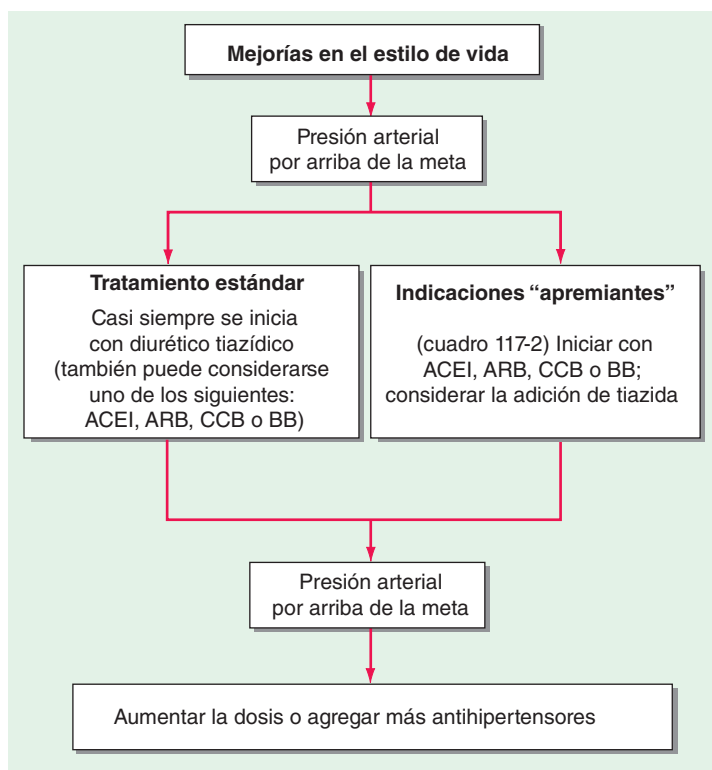 Mejorías en el estilo de vida
Presión arterial
por arriba de la meta
Tratamiento estándar
Casi siempre se inicia
con diurético tiazídico
(también puede considerarse
uno de los siguientes:
ACEI, ARB, CCB o BB)
Indicaciones “apremiantes”
(cuadro 117-2) Iniciar con
ACEI, ARB, CCB o BB;
considerar la adición de tiazida
Presión arterial
por arriba de la meta
Aumentar la dosis o agregar más antihipertensores